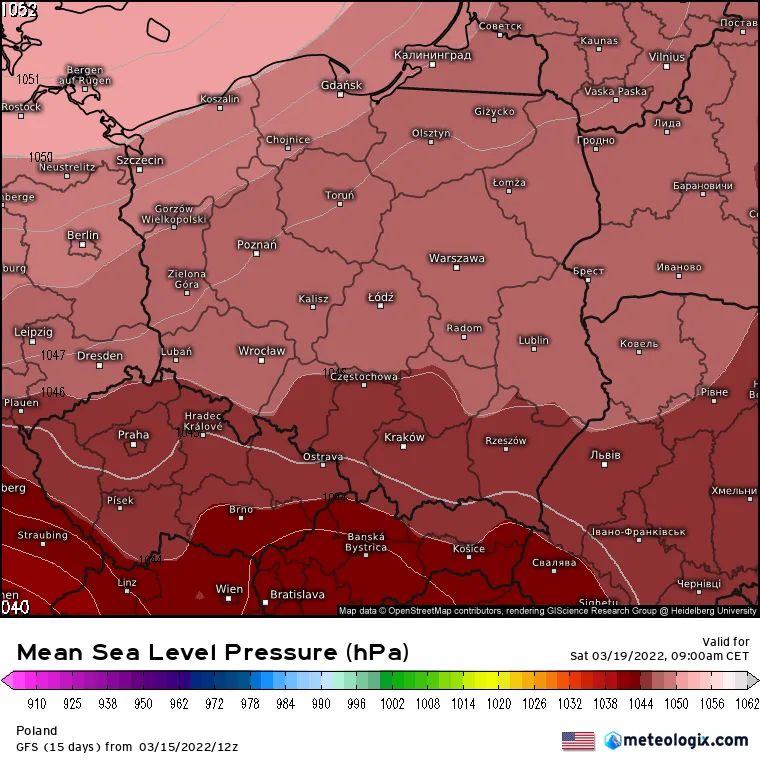 1052
Советск
Постав
Kaunas
Калининград
Vilnius
Bergen
auf Rügen
1051
Gdańsk
Vaska Paska
Koszalin
Rostock
Giżycko
Лида
Olsztyn
Chojnice
Гродно
1050
Szczecin
Neustrelitz
Łomża
Барановичи
nberge
Toruń
Gorzów
Wielkopolski
Berlin
Poznań
Warszawa
burg
Брест
Иваново
Zielona
Góra
Kalisz
Łódź
Radom
Leipzig
Lublin
Ковель
1047
Dresden
Lubań
Wrocław
Częstochowa
1046
Рівне
Plauen
Hradec
Králové
Praha
Kraków
Rzeszów
Ostrava
Львів
berg
Хмельни
Písek
Brno
Straubing
Banská
Bystrica
Івано-Франківськ
Košice
1044
Свалява
Linz
Чернівці
Wien
Bratislava
nen
Sighetu
040
Map data © OpenStreetMap contributors, rendering GIScience Research Group @ Heidelberg University
Mean Sea Level Pressure (hPa)
Valid for
Sat 03/19/2022, 09:00am CET
910 925 938 950 962 972 978 984 990 996 1002 1008 1014 1020 1026 1032 1038 1044 1050 1056 1062
Poland
GFS (15 days) from 03/15/2022/12z
meteologix.com